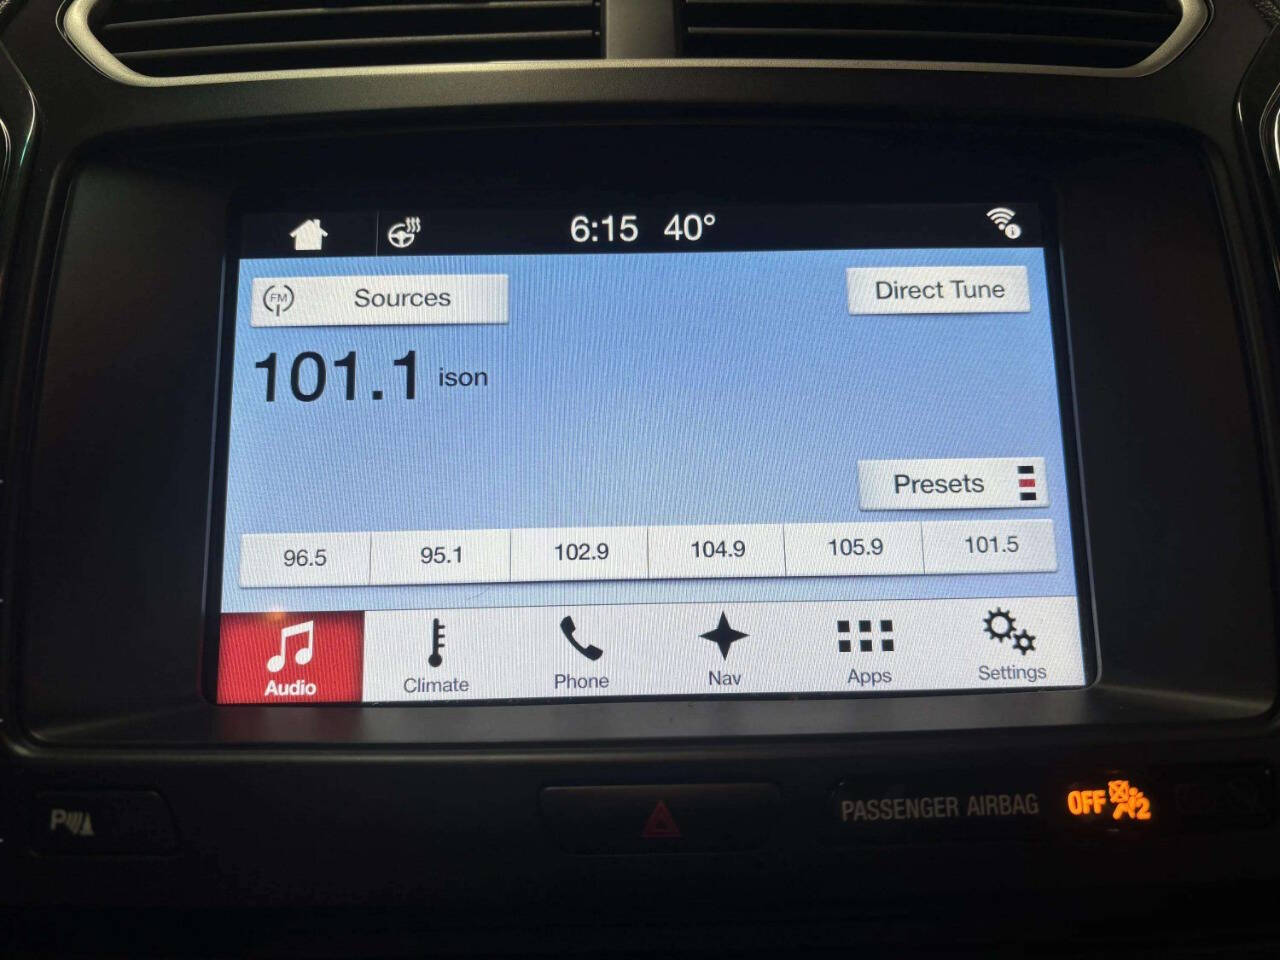 6:15 40°
FM Sources
Direct Tune
101.1 ison
Presets
96.5 95.1 102.9 104.9 105.9 101.5
Audio Climate Phone Nav Apps Settings
P
PASSENGER AIRBAG OFF 2